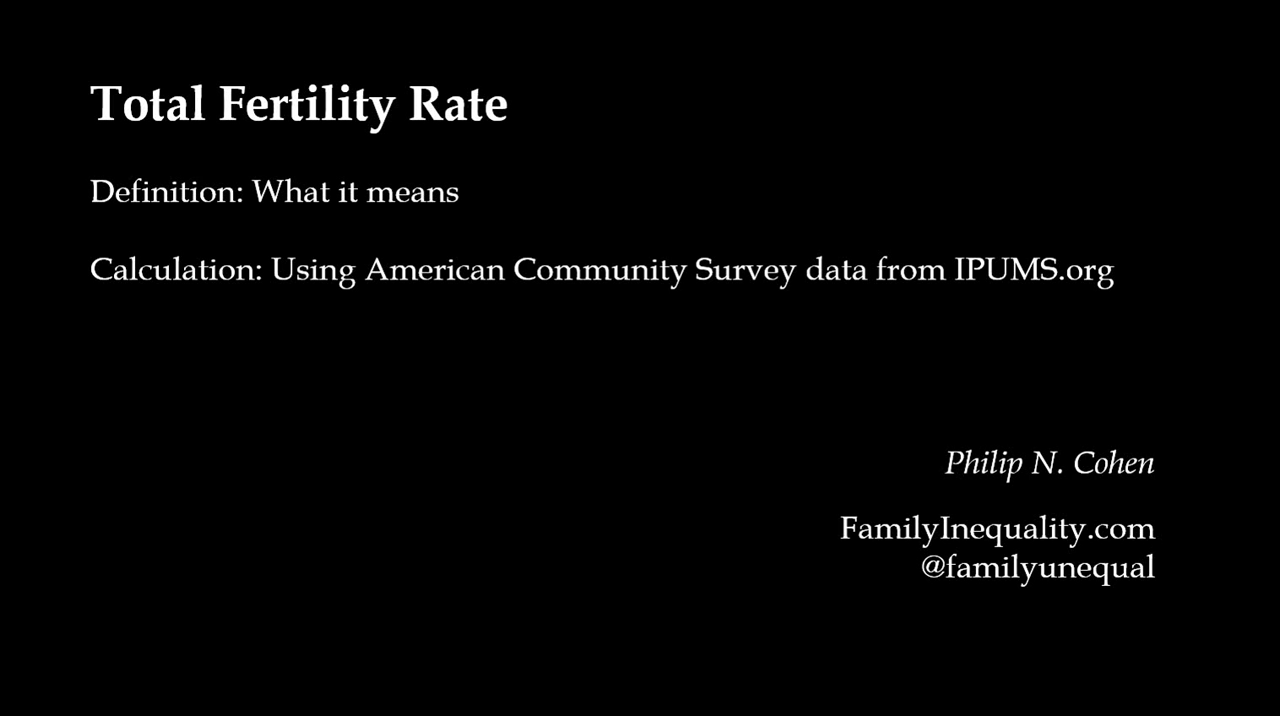 Total Fertility Rate
Definition: What it means
Calculation: Using American Community Survey data from IPUMS.org
Philip N. Cohen
FamilyInequality.com
@familyunequal